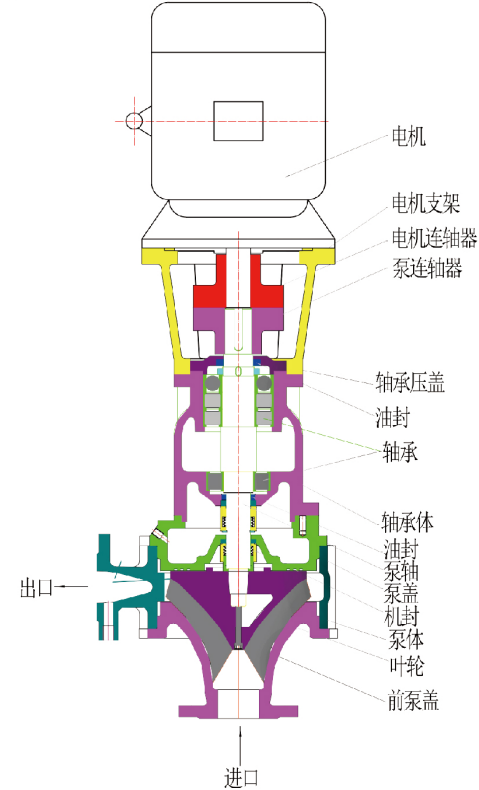 电机
电机支架
电机连轴器
泵连轴器
轴承压盖
油封
轴承
轴承体
油封
泵轴
泵盖
机封
泵体
叶轮
前泵盖
出口
进口